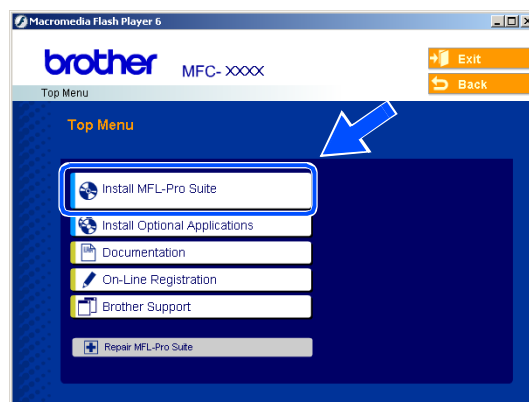 Macromedia Flash Player 6
brother
MFC- XXXX
Exit
Back
Top Menu
Top Menu
Install MFL-Pro Suite
Install Optional Applications
Documentation
On-Line Registration
Brother Support
Repair MFL-Pro Suite